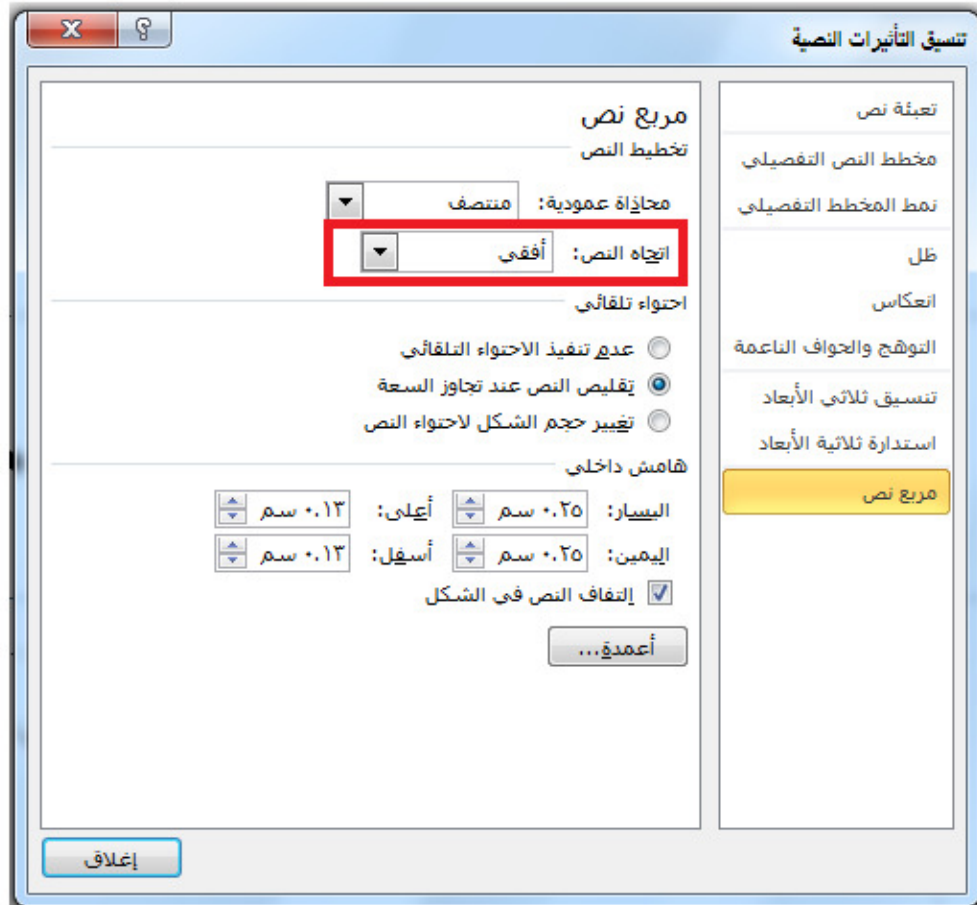 تنسيق التأثيرات النصية
تعبئة نص
مخطط النص التفصيلي
نمط المخطط التفصيلي
ظل
انعكاس
التوهج والحواف الناعمة
تنسيق ثلاثي الأبعاد
استدارة ثلاثية الأبعاد
مربع نص
مربع نص
تخطيط النص
محاذاة عمودية: منتصف
اتجاه النص: أفقي
احتواء تلقائي
عدم تنفيذ الاحتواء التلقائي
تقليص النص عند تجاوز السعة
تغيير حجم الشكل لاحتواء النص
هامش داخلي
اليسار: ٠.٢٥ سم أعلى: ٠.١٣ سم
اليمين: ٠.٢٥ سم أسفل: ٠.١٣ سم
إلتفاف النص في الشكل
أعمدة...
إغلاق